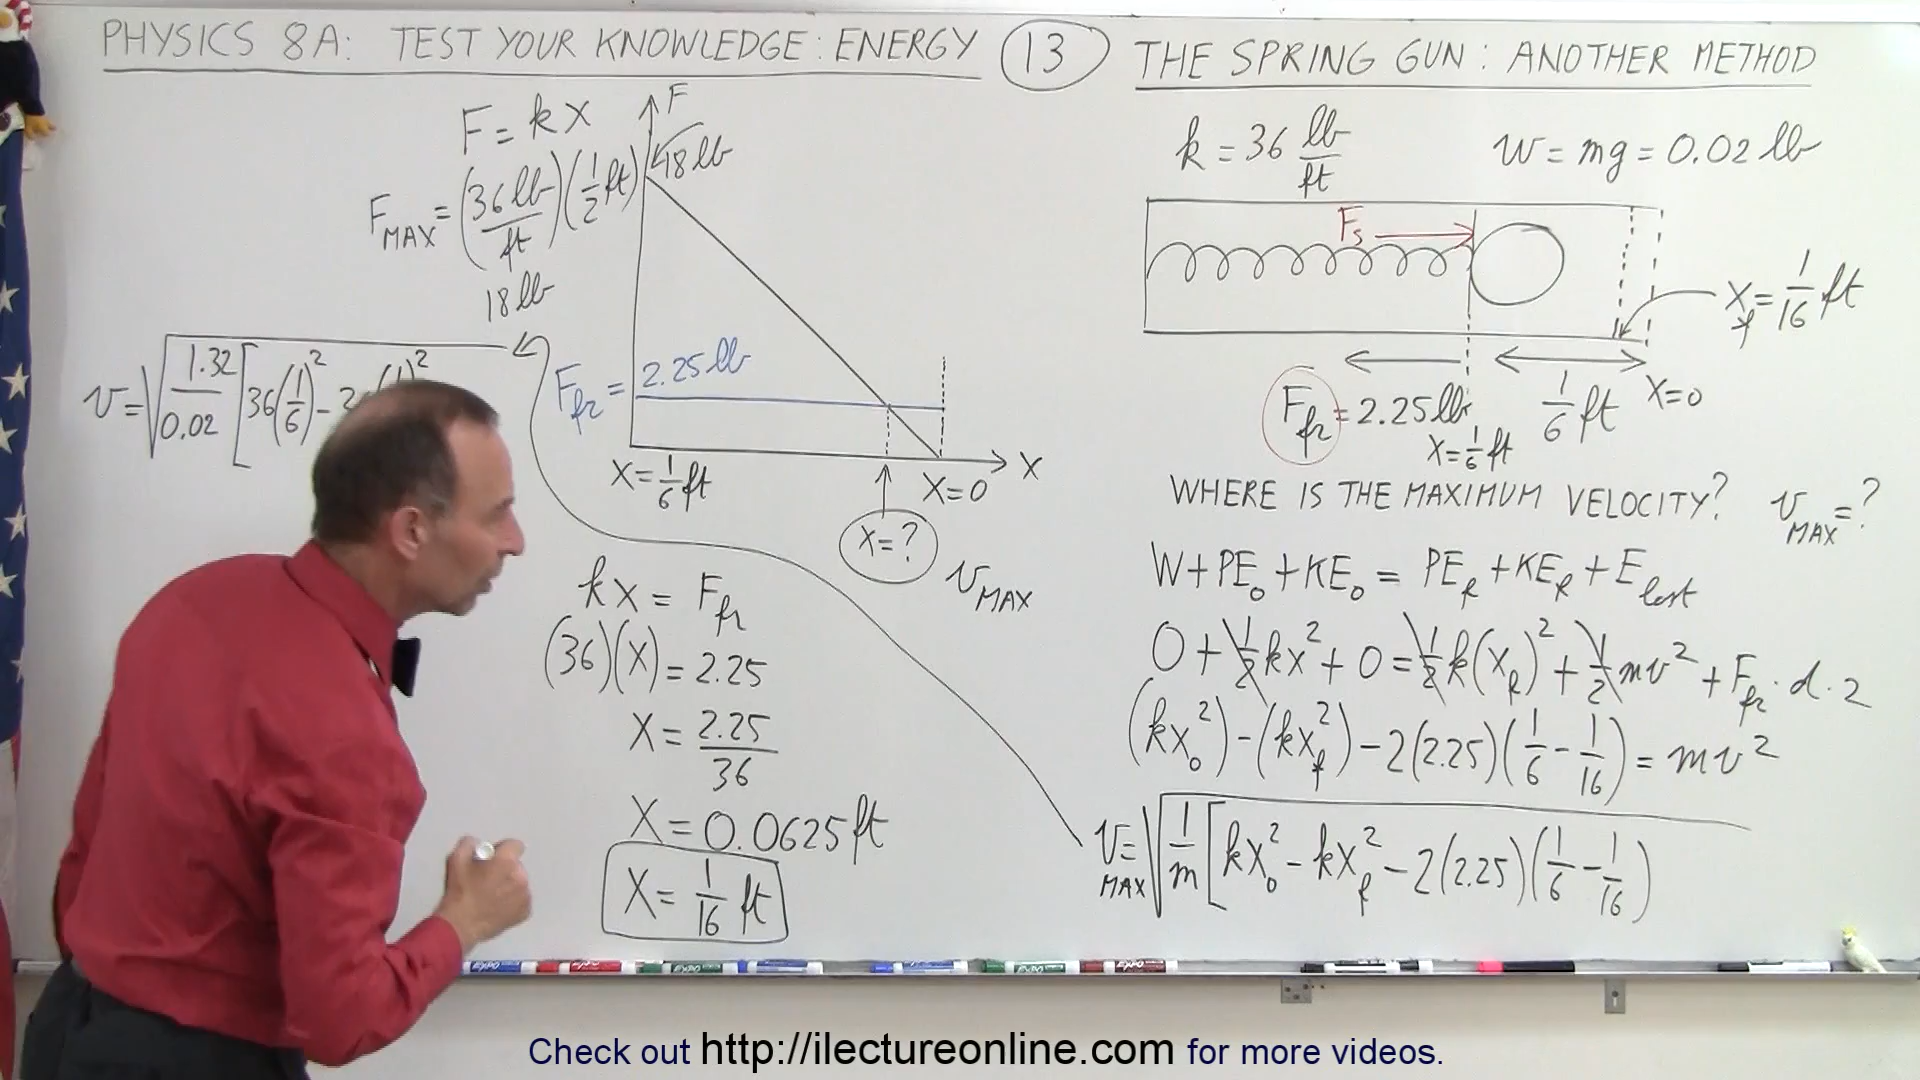 PHYSICS 8A: TEST YOUR KNOWLEDGE: ENERGY 13 THE SPRING GUN: ANOTHER METHOD
F = kx
F_MAX = (36 lb/ft)(1/2 ft)
18 lb
F
18 lb
F_fr = 2.25 lb
x = 1/6 ft
x = 0
x
x = ?
v_MAX
v = √ 1.32/0.02 [36(1/6)² -
kx = F_fr
(36)(x) = 2.25
x = 2.25/36
x = 0.0625 ft
x = 1/16 ft
k = 36 lb/ft
w = mg = 0.02 lb
F_s
x_f = 1/16 ft
F_fr = 2.25 lb
x = 1/6 ft
1/6 ft
x = 0
WHERE IS THE MAXIMUM VELOCITY? v_MAX = ?
W + PE₀ + KE₀ = PE_f + KE_f + E_lost
0 + 1/2 kx² + 0 = 1/2 k(x_f)² + 1/2 mv² + F_fr · d · 2
(kx₀²) - (kx_f²) - 2(2.25)(1/6 - 1/16) = mv²
v_MAX = √ 1/m [kx₀² - kx_f² - 2(2.25)(1/6 - 1/16)
Check out http://ilectureonline.com for more videos.